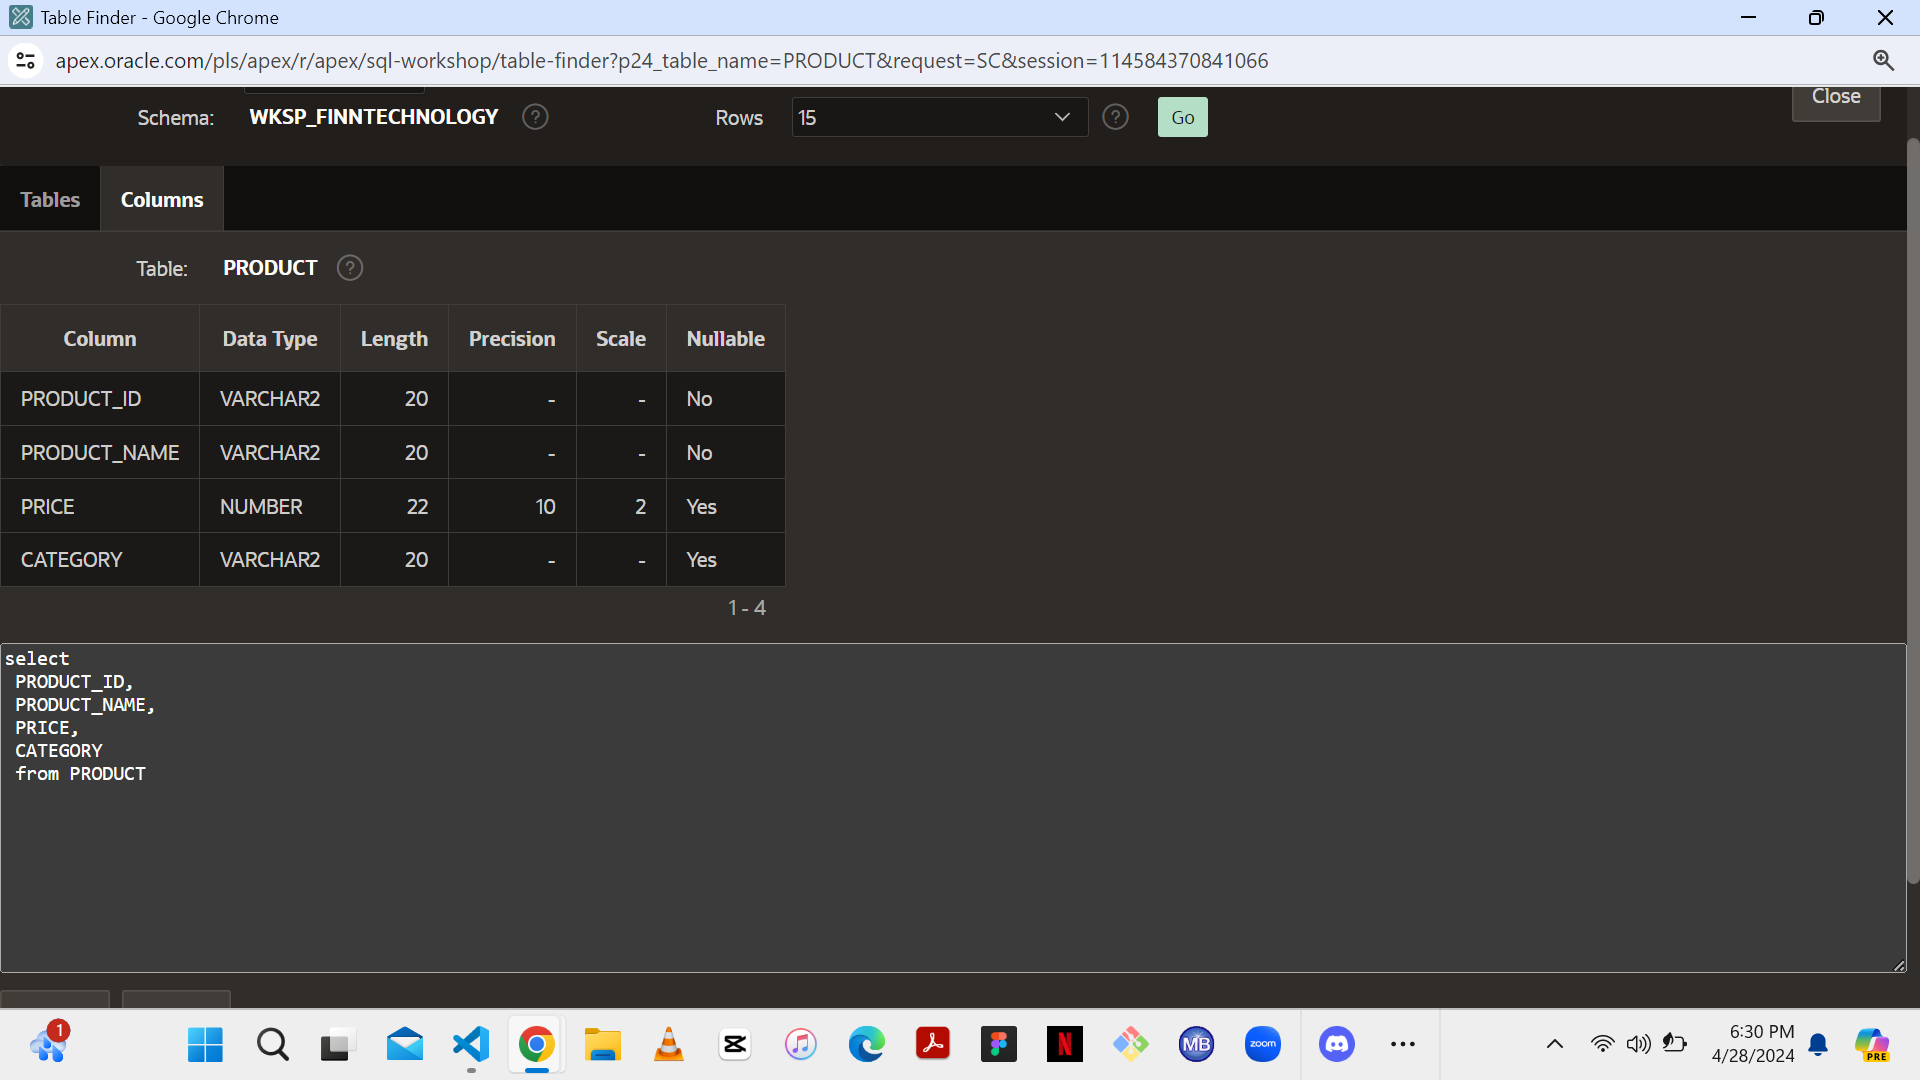 Table Finder - Google Chrome
apex.oracle.com/pls/apex/r/apex/sql-workshop/table-finder?p24_table_name=PRODUCT&request=SC&session=114584370841066
Schema: WKSP_FINNTECHNOLOGY ? Rows 15 ? Go Close
Tables Columns
Table: PRODUCT ?
Column Data Type Length Precision Scale Nullable
PRODUCT_ID VARCHAR2 20 - - No
PRODUCT_NAME VARCHAR2 20 - - No
PRICE NUMBER 22 10 2 Yes
CATEGORY VARCHAR2 20 - - Yes
1 - 4
select
PRODUCT_ID,
PRODUCT_NAME,
PRICE,
CATEGORY
from PRODUCT
1
N
MB
zoom
6:30 PM
4/28/2024
PRE